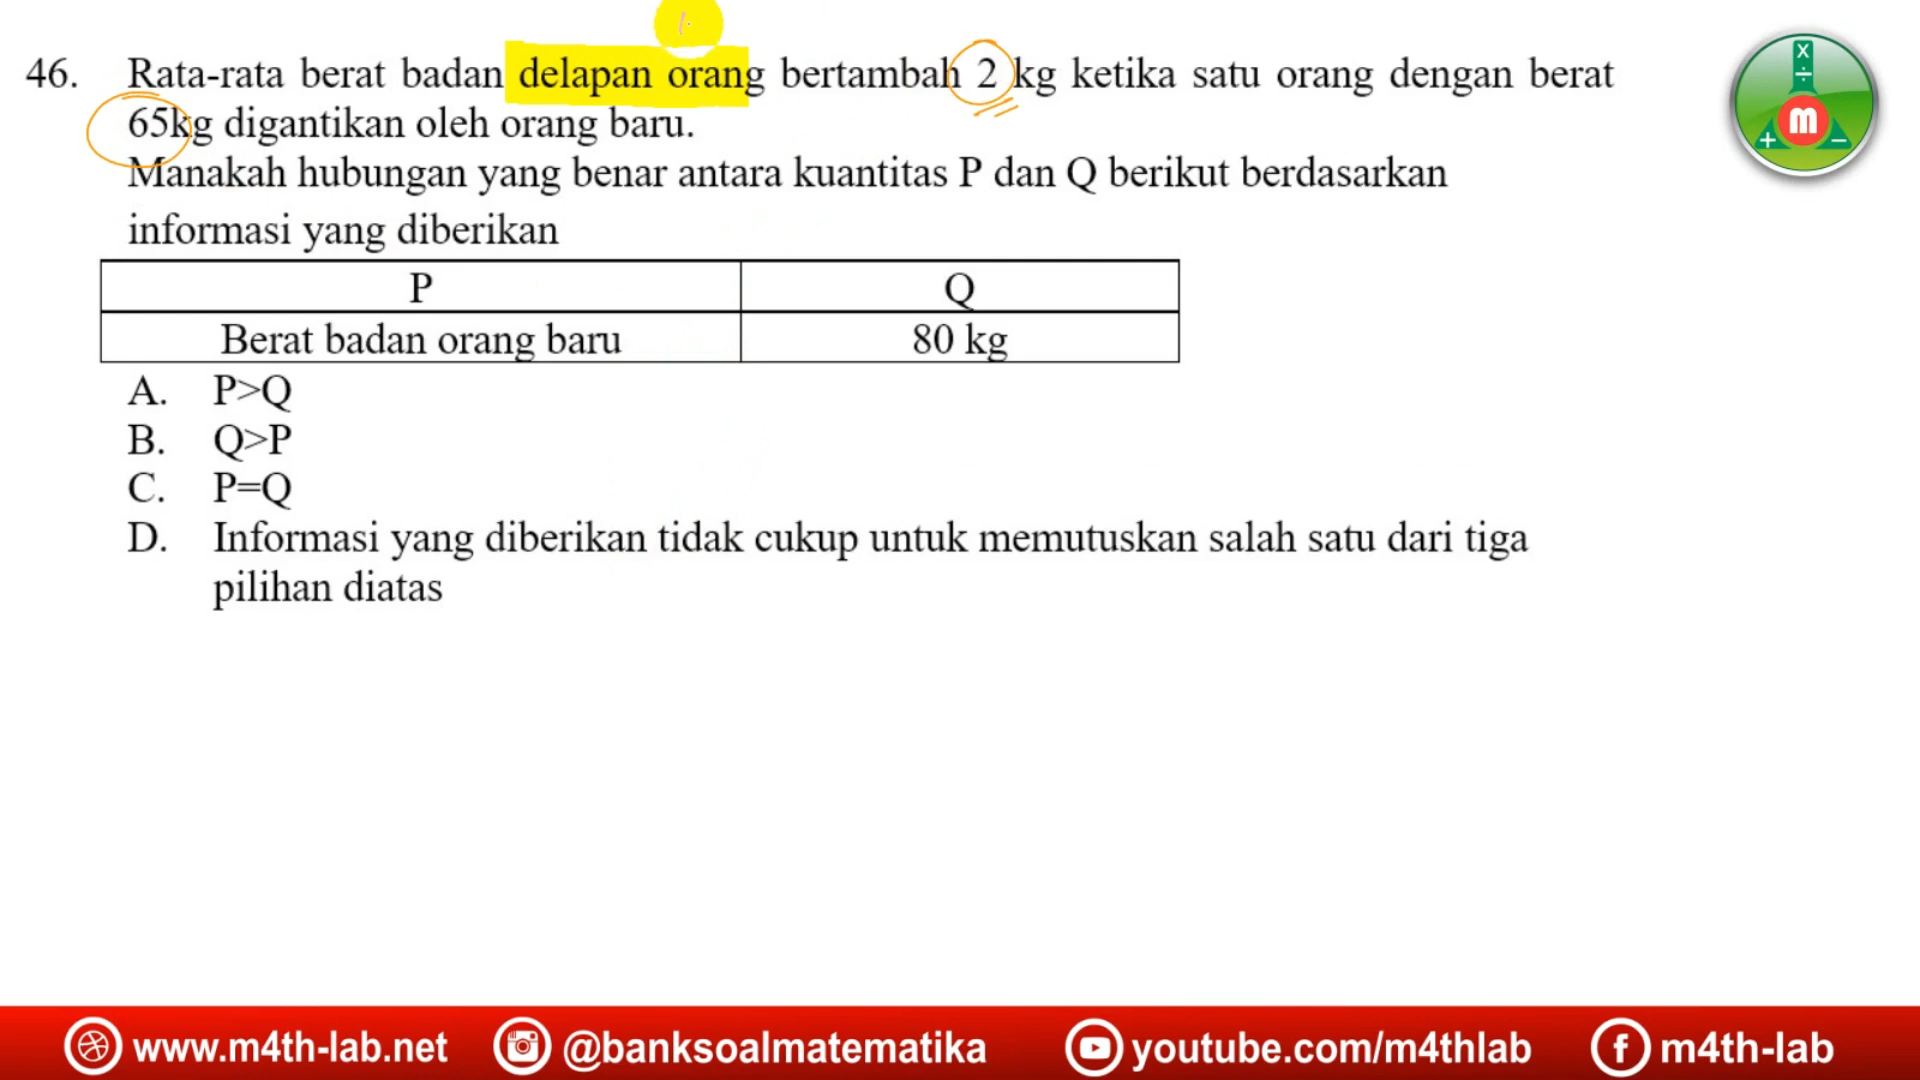 46. Rata-rata berat badan delapan orang bertambah 2 kg ketika satu orang dengan berat
65kg digantikan oleh orang baru.
Manakah hubungan yang benar antara kuantitas P dan Q berikut berdasarkan
informasi yang diberikan
P Q
Berat badan orang baru 80 kg
A. P>Q
B. Q>P
C. P=Q
D. Informasi yang diberikan tidak cukup untuk memutuskan salah satu dari tiga
pilihan diatas
x
÷
m
+ −
www.m4th-lab.net @banksoalmatematika youtube.com/m4thlab f m4th-lab